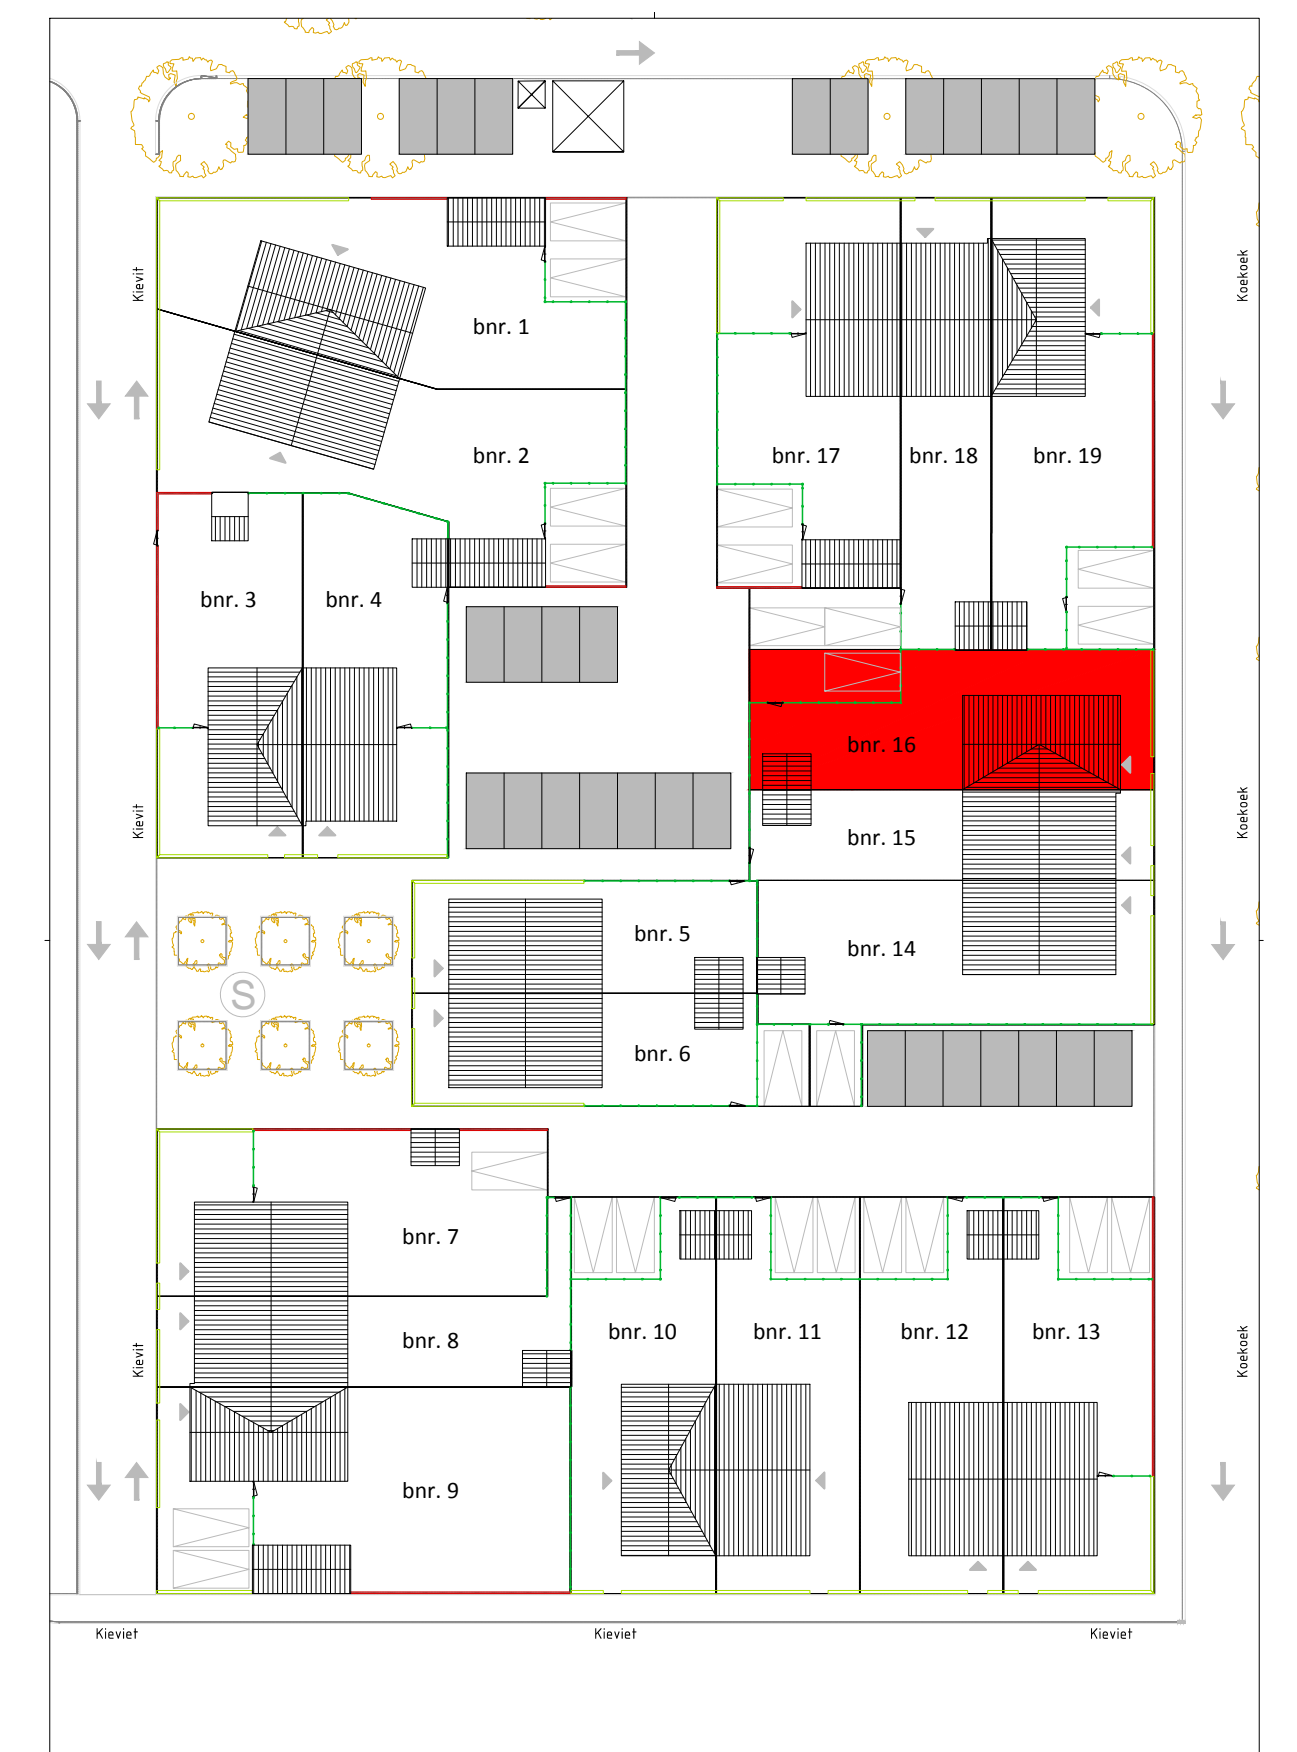 Kievit
Koekoek
bnr. 1
bnr. 2
bnr. 17
bnr. 18
bnr. 19
bnr. 3
bnr. 4
bnr. 16
Kievit
Koekoek
bnr. 15
bnr. 5
bnr. 14
S
bnr. 6
bnr. 7
bnr. 8
bnr. 10
bnr. 11
bnr. 12
bnr. 13
Kievit
Koekoek
bnr. 9
Kieviet
Kieviet
Kieviet